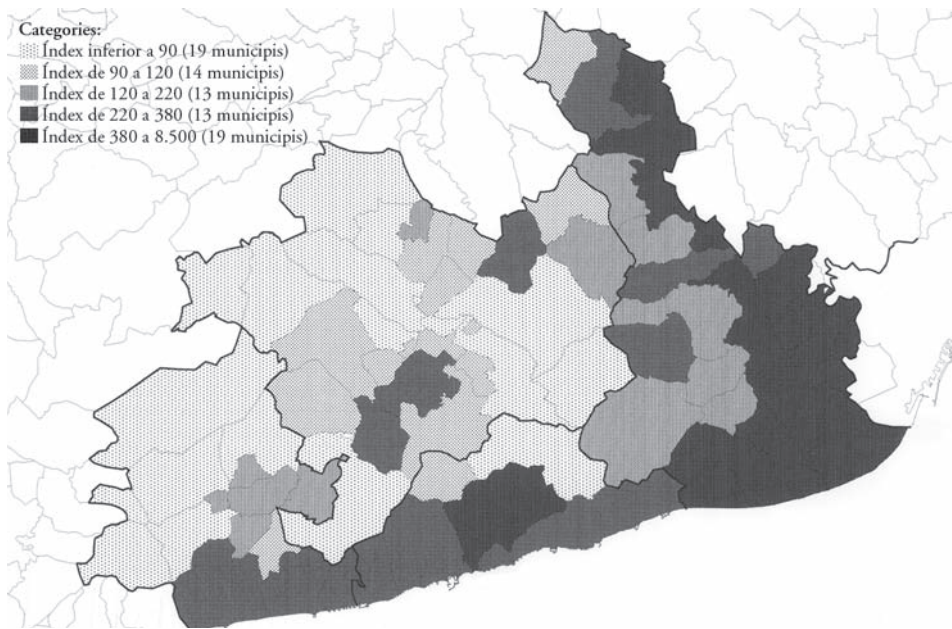 Categories:
Índex inferior a 90 (19 municipis)
Índex de 90 a 120 (14 municipis)
Índex de 120 a 220 (13 municipis)
Índex de 220 a 380 (13 municipis)
Índex de 380 a 8.500 (19 municipis)